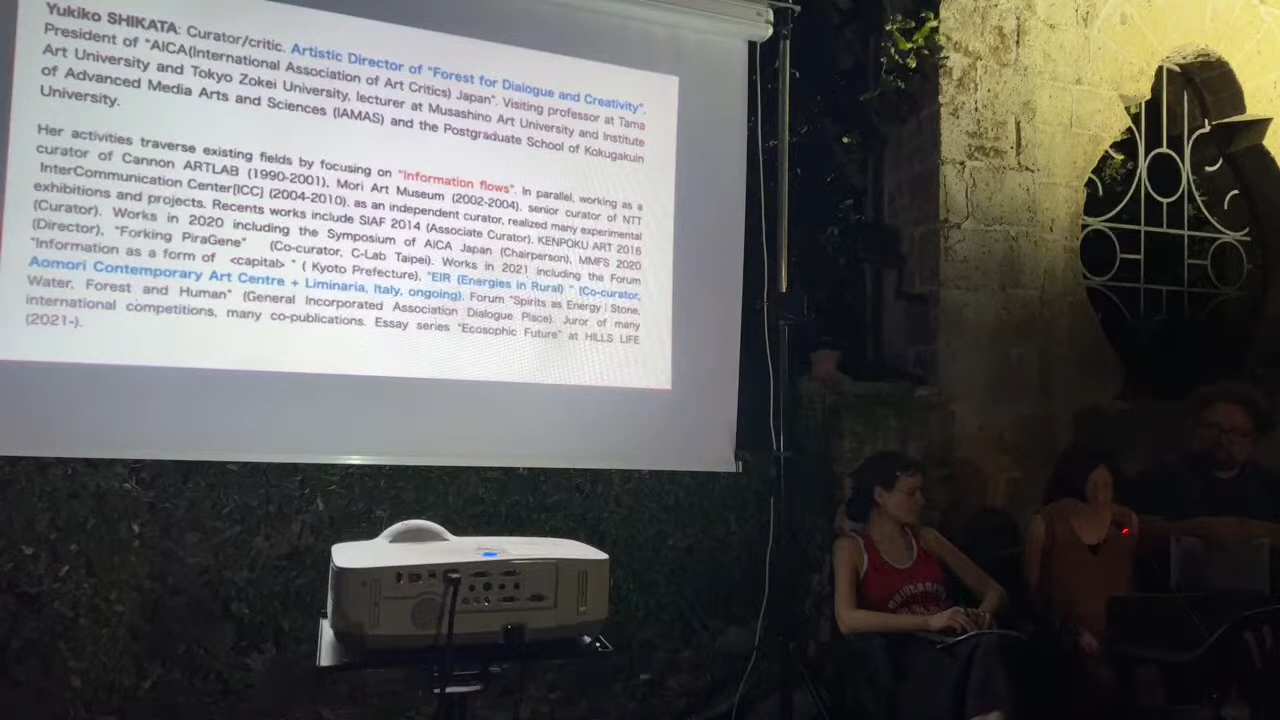 Yukiko SHIKATA: Curator/critic. Artistic Director of "Forest for Dialogue and Creativity",
President of "AICA(International Association of Art Critics) Japan". Visiting professor at Tama
Art University and Tokyo Zokei University, lecturer at Musashino Art University and Institute
of Advanced Media Arts and Sciences (IAMAS) and the Postgraduate School of Kokugakuin
University.
Her activities traverse existing fields by focusing on "Information flows". In parallel, working as a
curator of Cannon ARTLAB (1990-2001), Mori Art Museum (2002-2004), senior curator of NTT
InterCommunication Center[ICC] (2004-2010), as an independent curator, realized many experimental
exhibitions and projects. Recents works include SIAF 2014 (Associate Curator), KENPOKU ART 2016
(Curator). Works in 2020 including the Symposium of AICA Japan (Chairperson), MMFS 2020
(Director), "Forking PiraGene" (Co-curator, C-Lab Taipei). Works in 2021 including the Forum
"Information as a form of <capital> " ( Kyoto Prefecture), "EIR (Energies in Rural) " (Co-curator,
Aomori Contemporary Art Centre + Liminaria, Italy, ongoing). Forum "Spirits as Energy | Stone,
Water, Forest and Human" (General Incorporated Association Dialogue Place). Juror of many
international competitions, many co-publications. Essay series "Ecosophic Future" at HILLS LIFE
(2021-).
UNIVERSITY